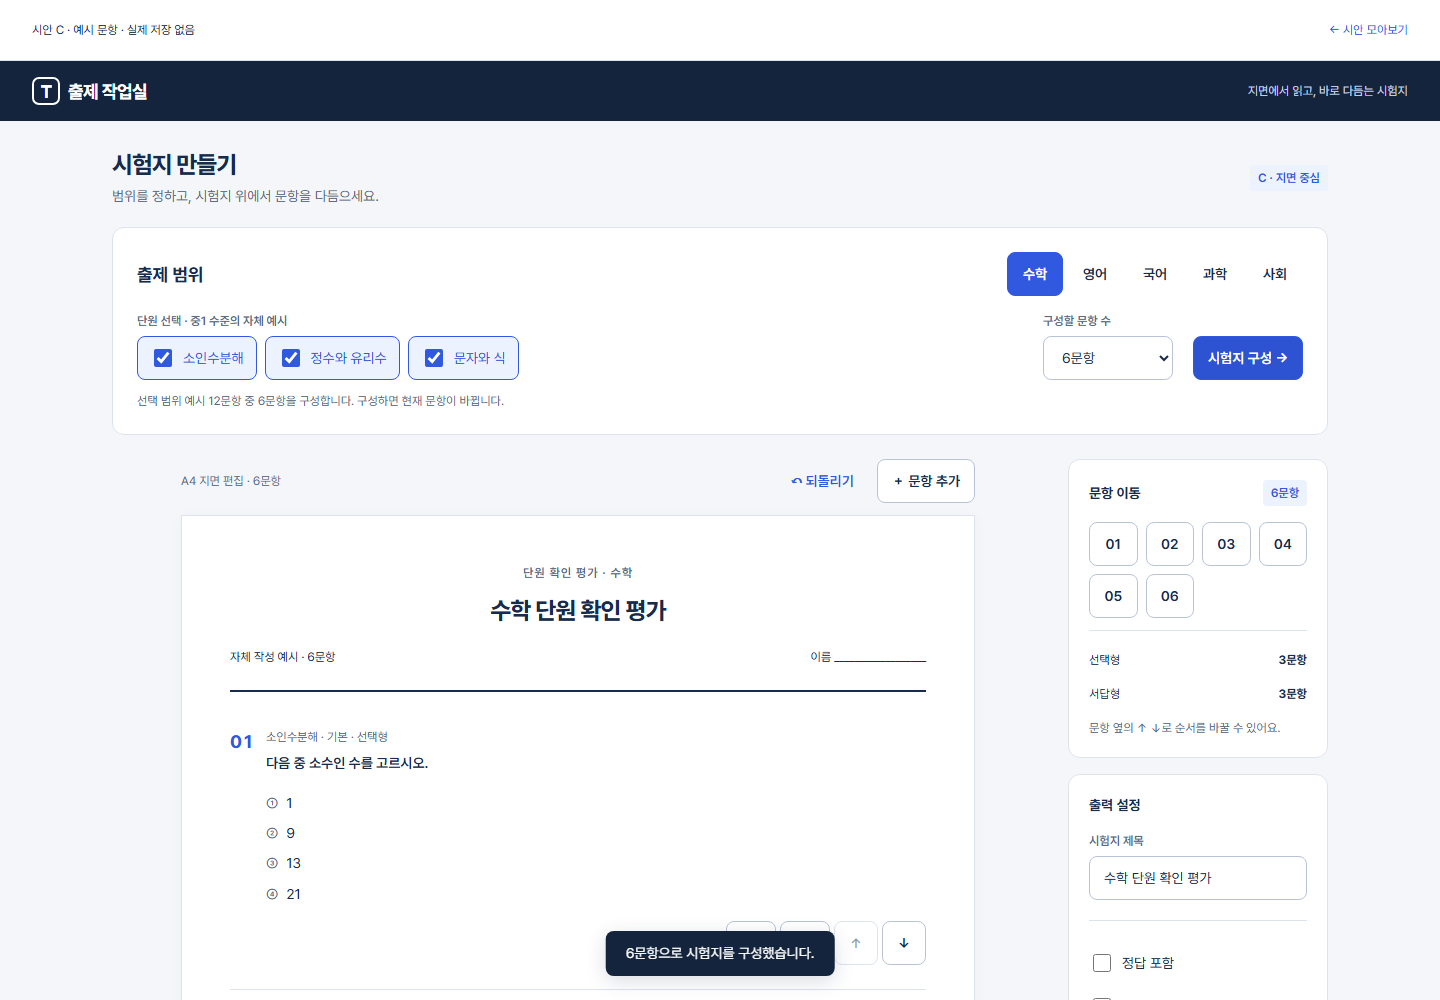 시안 C · 예시 문항 · 실제 저장 없음
← 시안 모아보기
T 출제 작업실
지면에서 읽고, 바로 다듬는 시험지
시험지 만들기
범위를 정하고, 시험지 위에서 문항을 다듬으세요.
C · 지면 중심
출제 범위
수학 영어 국어 과학 사회
단원 선택 · 중1 수준의 자체 예시
구성할 문항 수
소인수분해 정수와 유리수 문자와 식
6문항
시험지 구성 →
선택 범위 예시 12문항 중 6문항을 구성합니다. 구성하면 현재 문항이 바뀝니다.
A4 지면 편집 · 6문항
↶ 되돌리기
+ 문항 추가
단원 확인 평가 · 수학
수학 단원 확인 평가
자체 작성 예시 · 6문항
이름 ________________
01
소인수분해 · 기본 · 선택형
다음 중 소수인 수를 고르시오.
① 1
② 9
③ 13
④ 21
↑ ↓
6문항으로 시험지를 구성했습니다.
문항 이동
6문항
01 02 03 04
05 06
선택형 3문항
서답형 3문항
문항 옆의 ↑ ↓로 순서를 바꿀 수 있어요.
출력 설정
시험지 제목
수학 단원 확인 평가
정답 포함